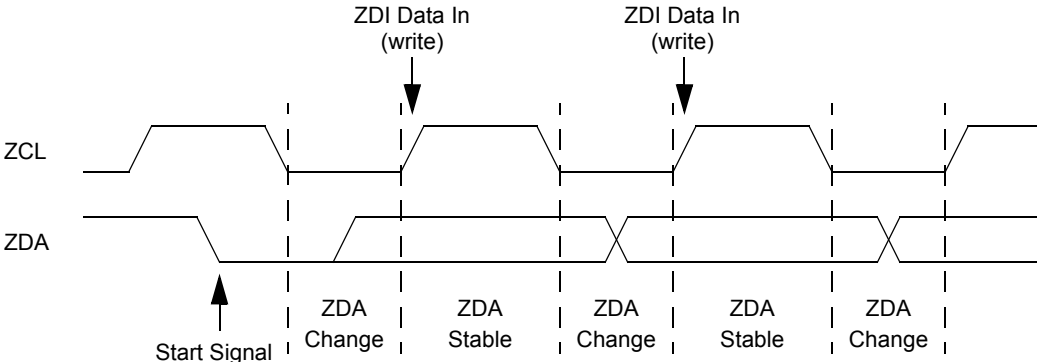 ZDI Data In
(write)
ZDI Data In
(write)
ZCL
ZDA
ZDA
Change
ZDA
Stable
ZDA
Change
ZDA
Stable
ZDA
Change
Start Signal